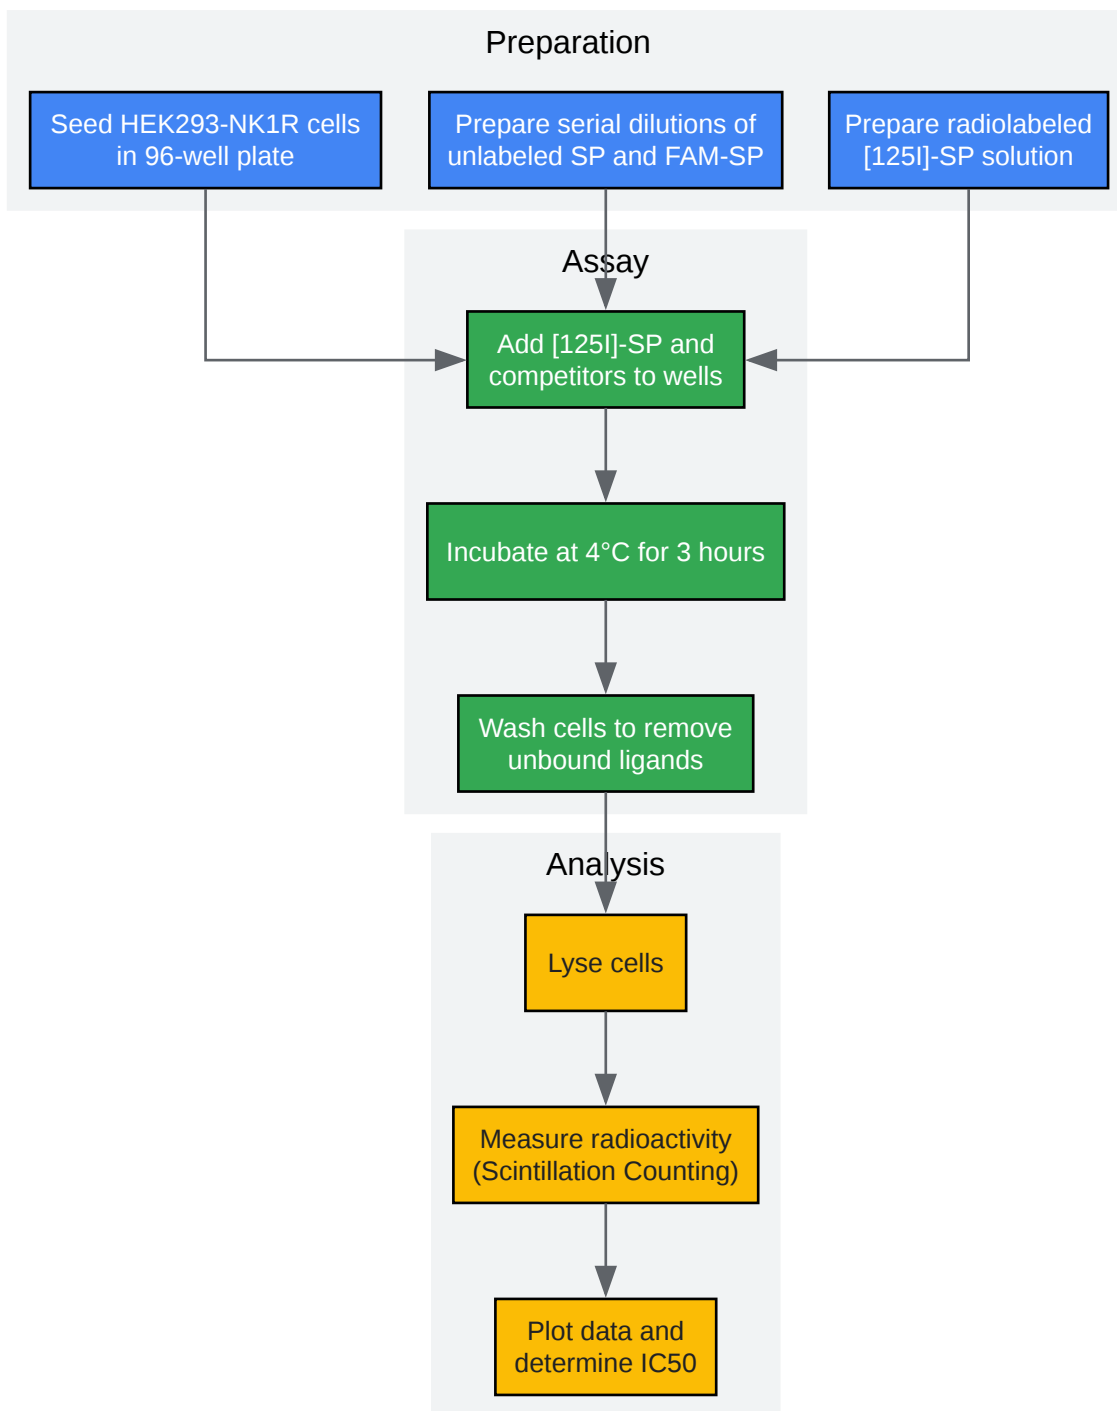 Preparation
Seed HEK293-NK1R cells
in 96-well plate
Prepare serial dilutions of
unlabeled SP and FAM-SP
Prepare radiolabeled
[125I]-SP solution
Assay
Add [125I]-SP and
competitors to wells
Incubate at 4°C for 3 hours
Wash cells to remove
unbound ligands
Analysis
Lyse cells
Measure radioactivity
(Scintillation Counting)
Plot data and
determine IC50